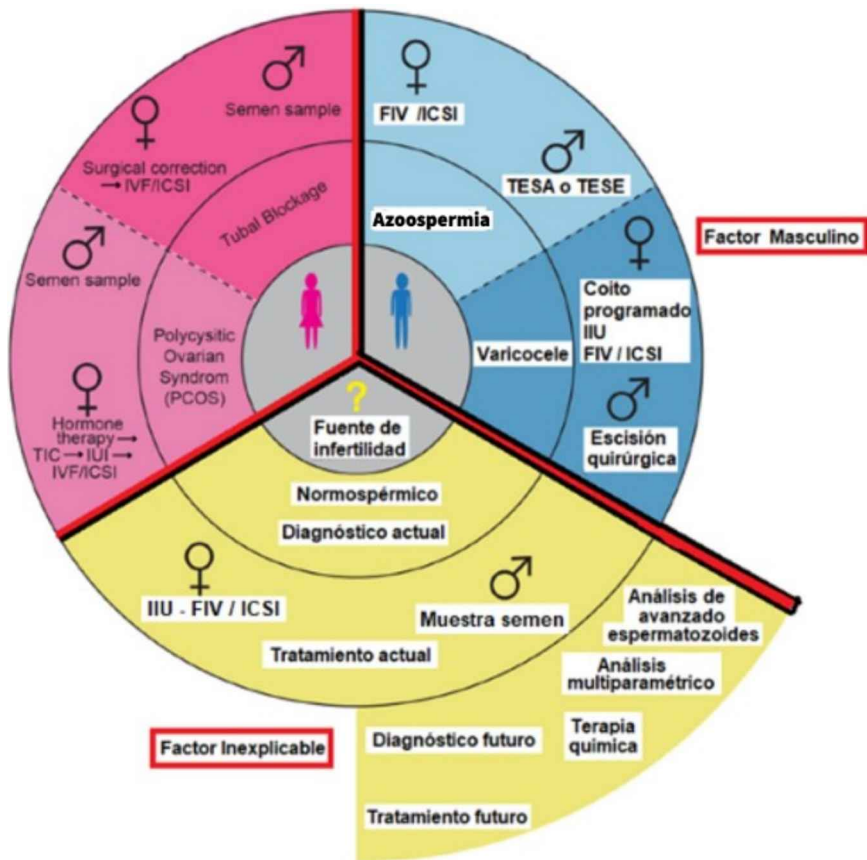 Semen sample
Surgical correction
→ IVF/ICSI
Tubal Blockage
Semen sample
Polycysitic
Ovarian
Syndrom
(PCOS)
Hormone
therapy →
TIC → IUI →
IVF/ICSI
FIV /ICSI
TESA o TESE
Azoospermia
Factor Masculino
Coito
programado
IIU
FIV / ICSI
Varicocele
Escisión
quirúrgica
?
Fuente de
infertilidad
Normospérmico
Diagnóstico actual
IIU - FIV / ICSI
Muestra semen
Tratamiento actual
Análisis de
avanzado
espermatozoides
Análisis
multiparamétrico
Factor Inexplicable
Diagnóstico futuro
Terapia
quimica
Tratamiento futuro